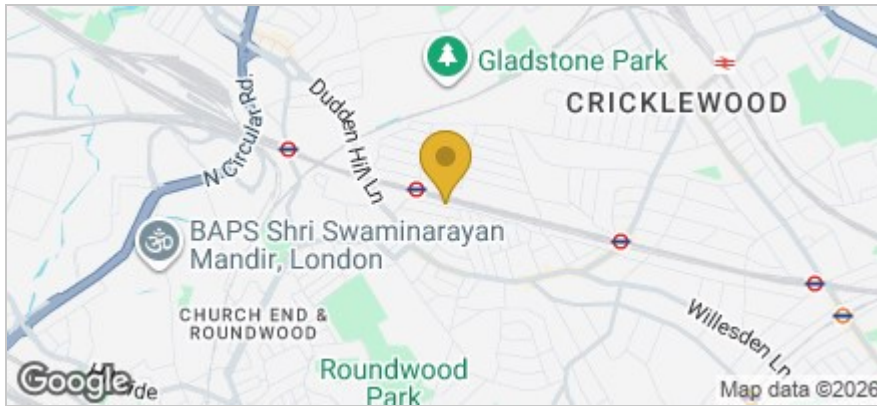 Gladstone Park
CRICKLEWOOD
Dudden Hill Ln
N Circular Rd.
BAPS Shri Swaminarayan
Mandir, London
CHURCH END &
ROUNDWOOD
Willesden Ln
Roundwood
Park
Google
Map data ©2026